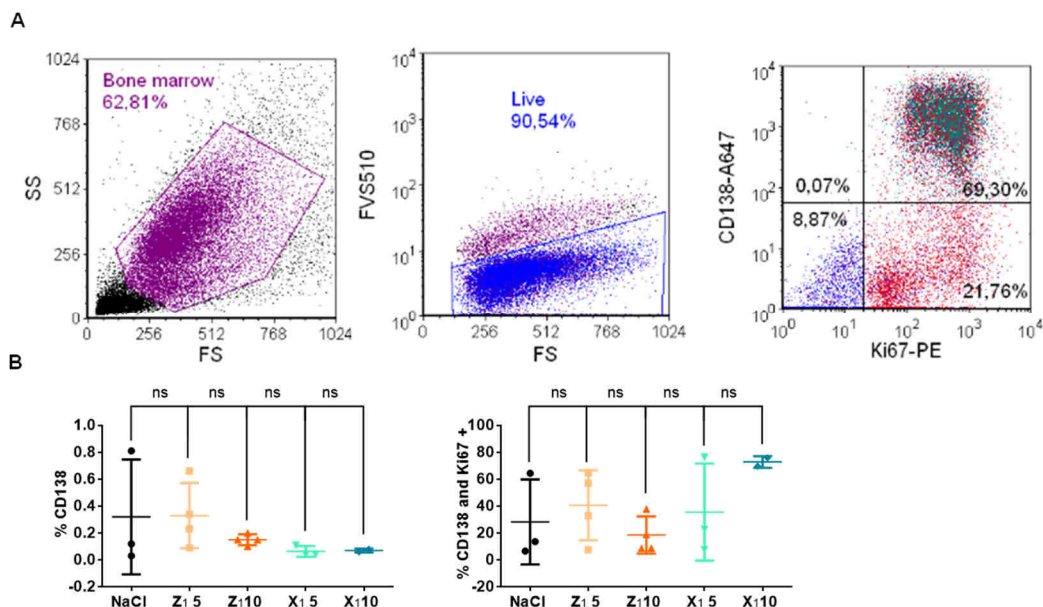 A
1024
768
512
256
0
SS
0 256 512 768 1024
FS
Bone marrow
62,81%
10⁴
10³
10²
10¹
10⁰
FVS510
256 512 768 1024
FS
Live
90,54%
10⁴
10³
10²
10¹
10⁰
CD138-A647
10⁰ 10¹ 10² 10³ 10⁴
Ki67-PE
0,07%
69,30%
8,87%
21,76%
B
ns ns ns ns
1.0
0.8
0.6
0.4
0.2
0.0
-0.2
% CD138
NaCl Z₁ 5 Z₁10 X₁ 5 X₁10
ns ns ns ns
100
80
60
40
20
0
-20
% CD138 and Ki67 +
NaCl Z₁ 5 Z₁10 X₁ 5 X₁10